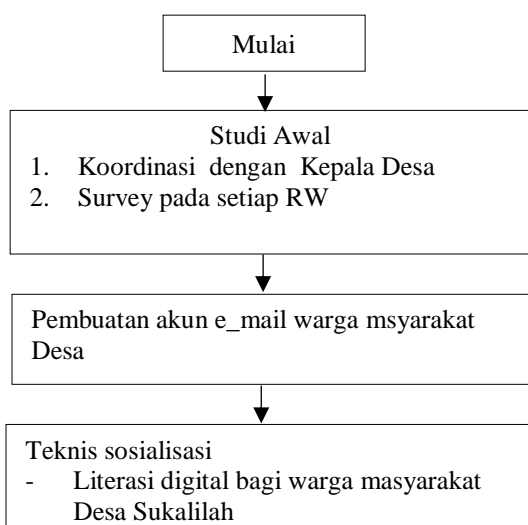 Mulai
Studi Awal
1. Koordinasi dengan Kepala Desa
2. Survey pada setiap RW
Pembuatan akun e_mail warga msyarakat
Desa
Teknis sosialisasi
- Literasi digital bagi warga masyarakat
Desa Sukalilah